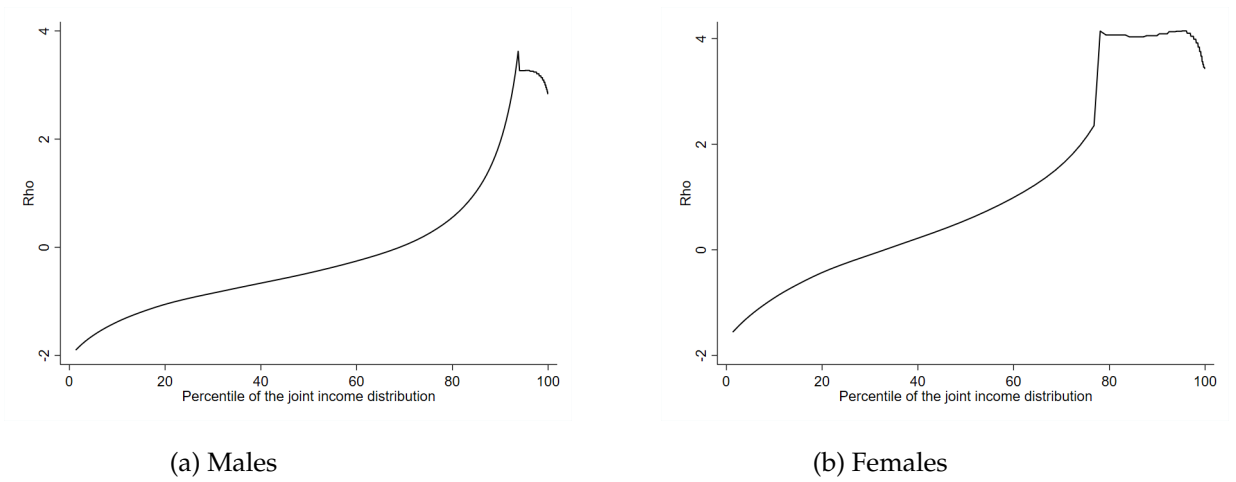 4
2
0
-2
Rho
0 20 40 60 80 100
Percentile of the joint income distribution
(a) Males
4
2
0
-2
Rho
0 20 40 60 80 100
Percentile of the joint income distribution
(b) Females